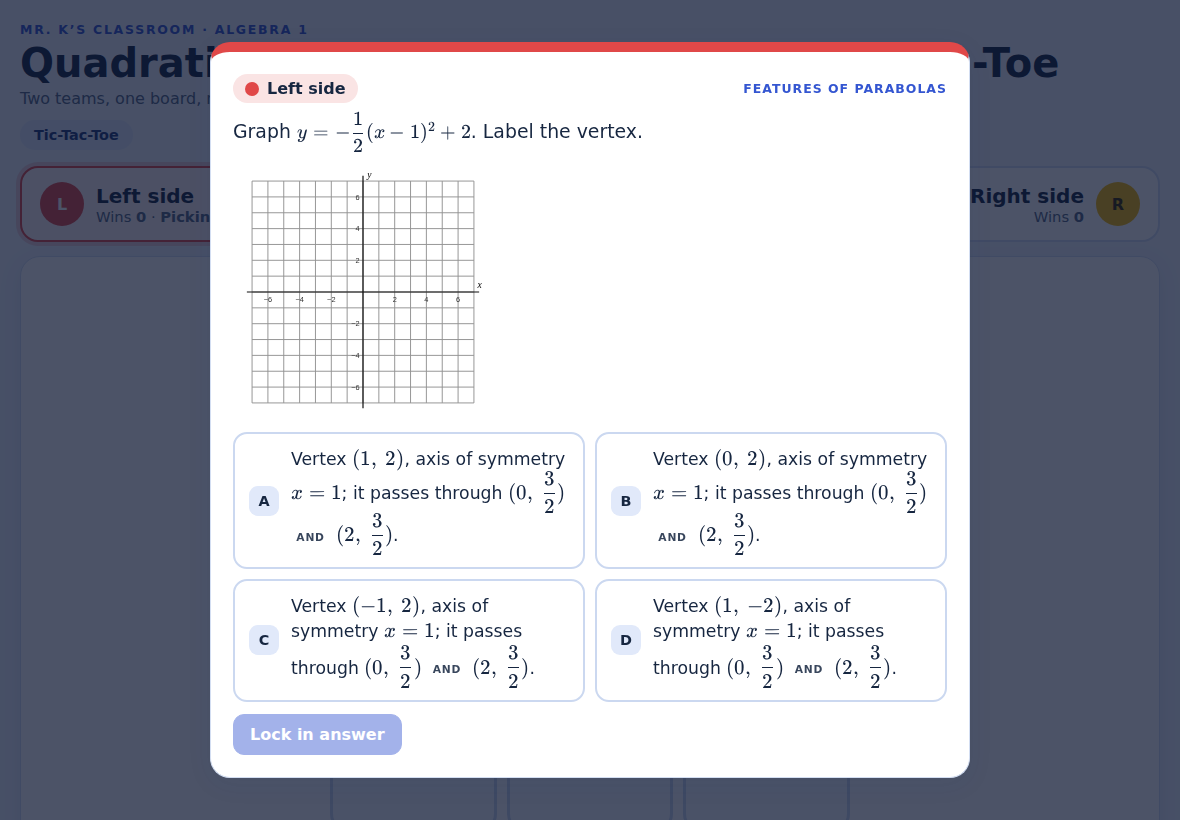 MR. K'S CLASSROOM · ALGEBRA 1
Quadrati
-Toe
Two teams, one board,
Tic-Tac-Toe
L
Left side
Wins 0 · Pickin
Right side
Wins 0
R
Left side
FEATURES OF PARABOLAS
Graph y = −1/2(x − 1)² + 2. Label the vertex.
y
6
4
2
x
−6 −4 −2 2 4 6
−2
−4
−6
A
Vertex (1, 2), axis of symmetry
x = 1; it passes through (0, 3/2)
AND (2, 3/2).
B
Vertex (0, 2), axis of symmetry
x = 1; it passes through (0, 3/2)
AND (2, 3/2).
C
Vertex (−1, 2), axis of
symmetry x = 1; it passes
through (0, 3/2) AND (2, 3/2).
D
Vertex (1, −2), axis of
symmetry x = 1; it passes
through (0, 3/2) AND (2, 3/2).
Lock in answer